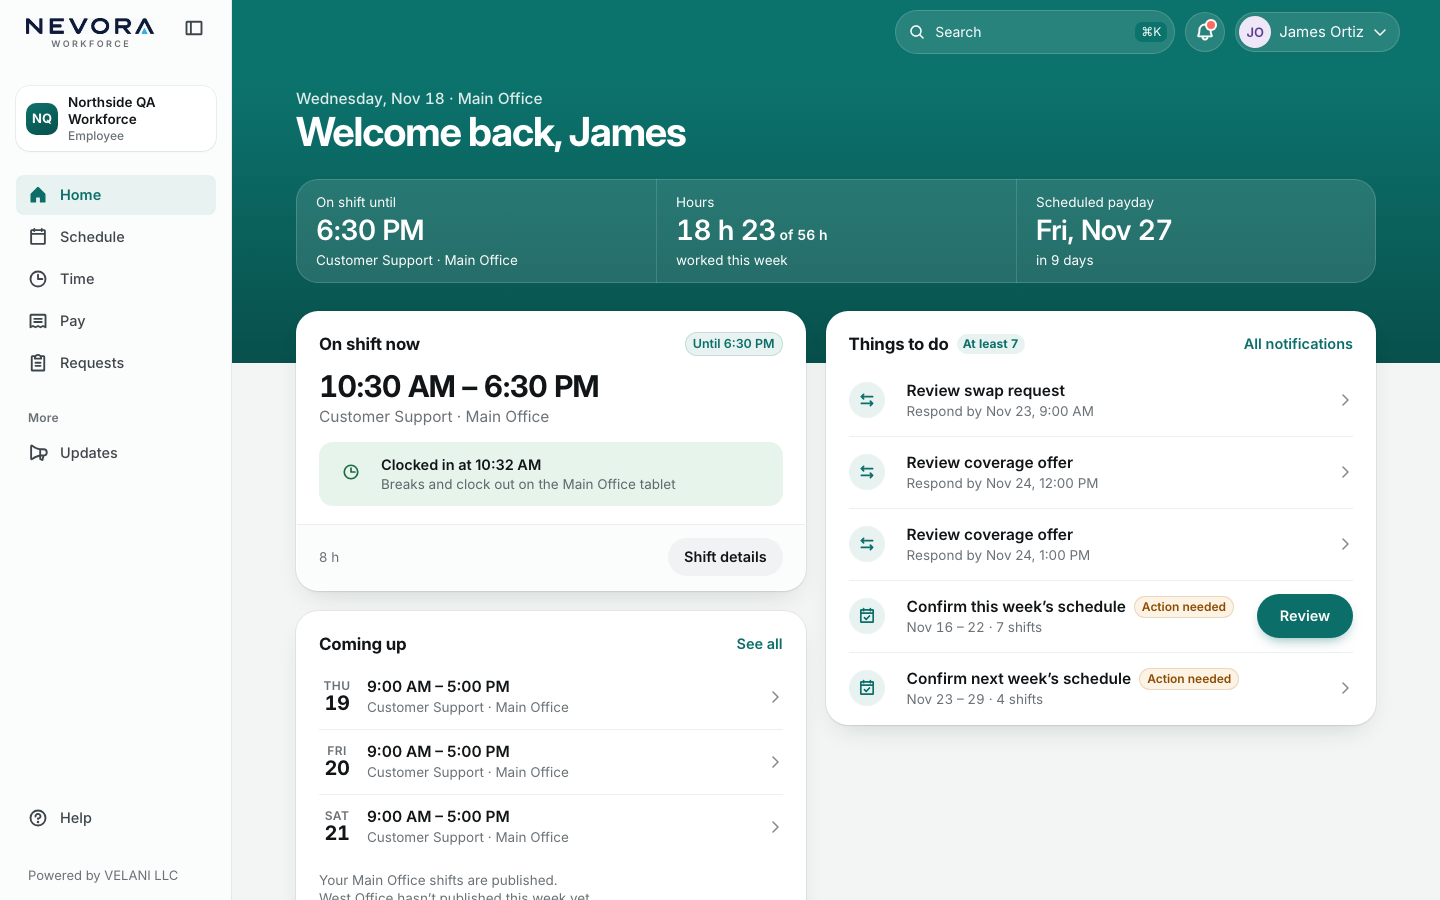 NEVORA
WORKFORCE
NQ
Northside QA
Workforce
Employee
Home
Schedule
Time
Pay
Requests
More
Updates
Help
Powered by VELANI LLC
Search
⌘K
JO
James Ortiz
Wednesday, Nov 18 · Main Office
Welcome back, James
On shift until
6:30 PM
Customer Support · Main Office
Hours
18 h 23 of 56 h
worked this week
Scheduled payday
Fri, Nov 27
in 9 days
On shift now
Until 6:30 PM
10:30 AM – 6:30 PM
Customer Support · Main Office
Clocked in at 10:32 AM
Breaks and clock out on the Main Office tablet
8 h
Shift details
Coming up
See all
THU
19
9:00 AM – 5:00 PM
Customer Support · Main Office
FRI
20
9:00 AM – 5:00 PM
Customer Support · Main Office
SAT
21
9:00 AM – 5:00 PM
Customer Support · Main Office
Your Main Office shifts are published.
West Office hasn’t published this week yet
Things to do
At least 7
All notifications
Review swap request
Respond by Nov 23, 9:00 AM
Review coverage offer
Respond by Nov 24, 12:00 PM
Review coverage offer
Respond by Nov 24, 1:00 PM
Confirm this week’s schedule
Action needed
Nov 16 – 22 · 7 shifts
Review
Confirm next week’s schedule
Action needed
Nov 23 – 29 · 4 shifts